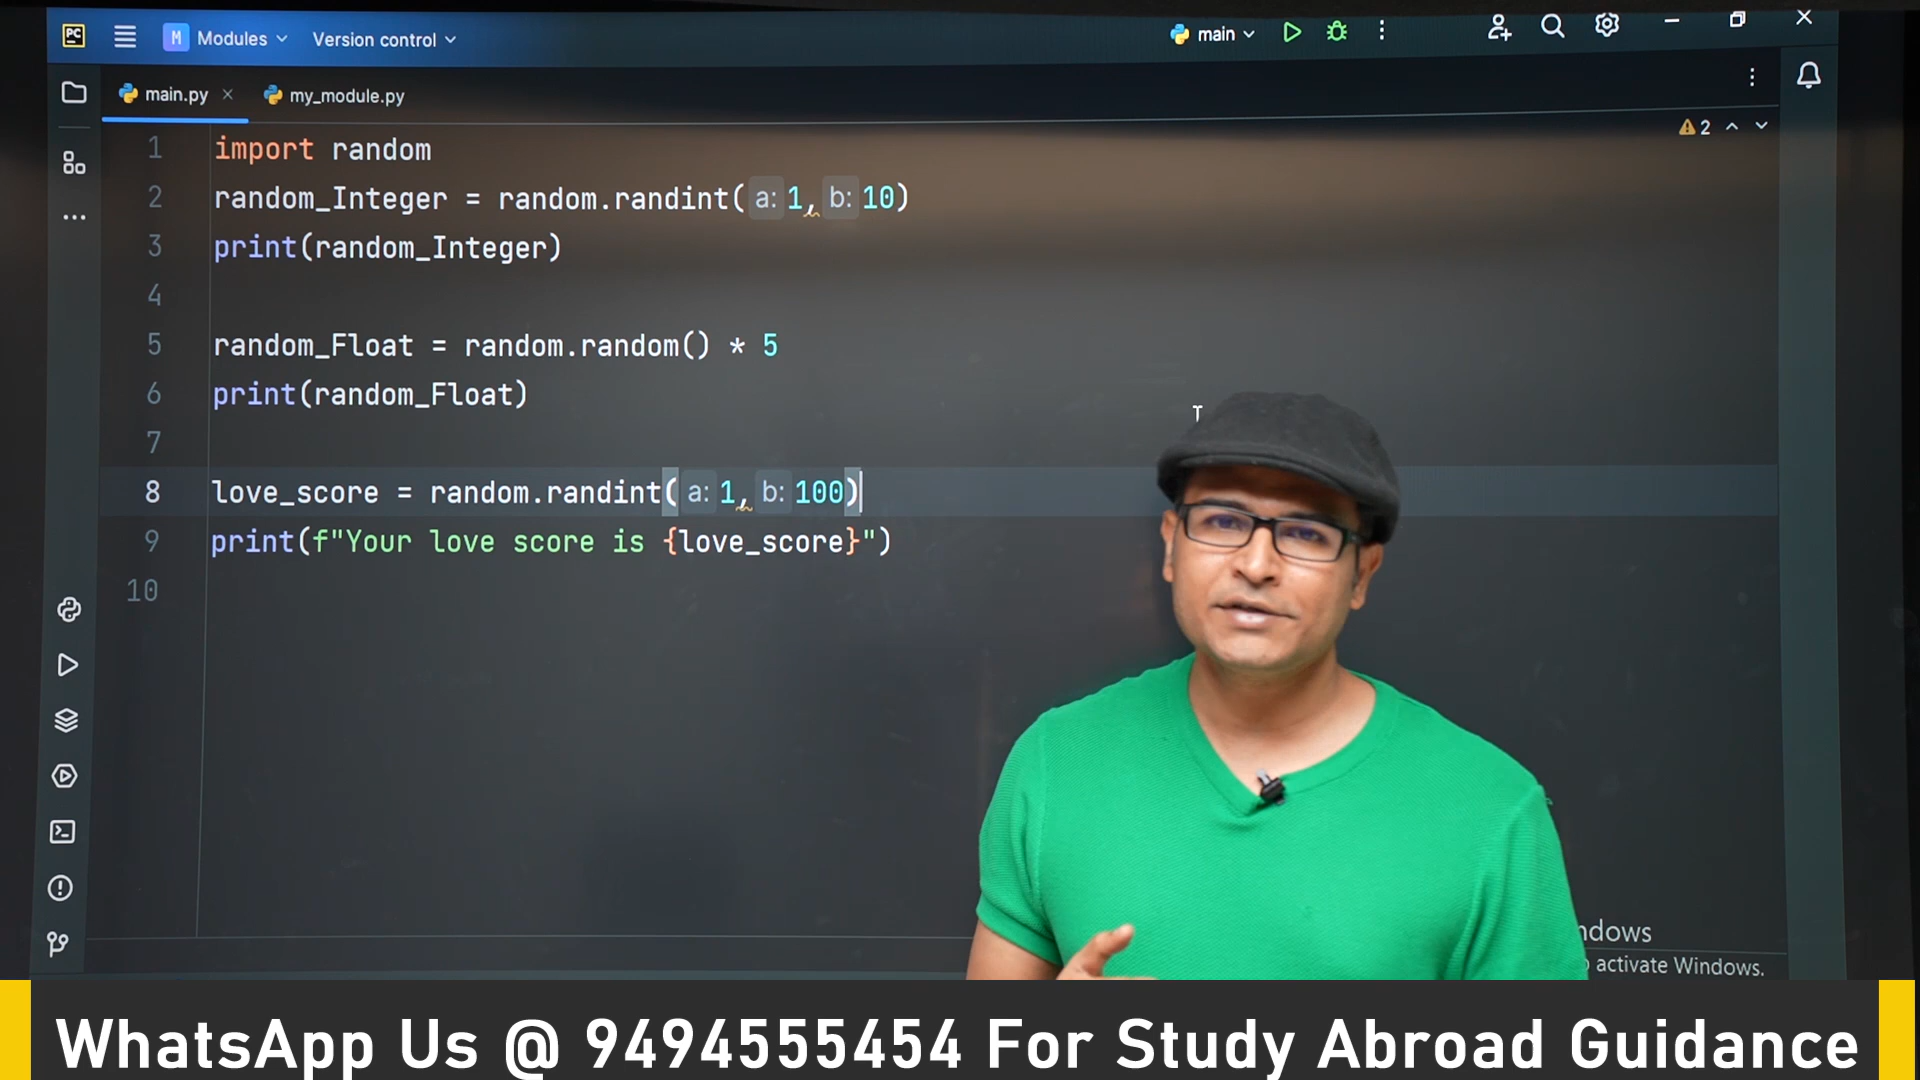 PC M Modules Version control main
main.py my_module.py
2
1 import random
2 random_Integer = random.randint(a: 1, b: 10)
3 print(random_Integer)
4
5 random_Float = random.random() * 5
6 print(random_Float)
7
8 love_score = random.randint(a: 1, b: 100)
9 print(f"Your love score is {love_score}")
10
ndows
activate Windows.
WhatsApp Us @ 9494555454 For Study Abroad Guidance